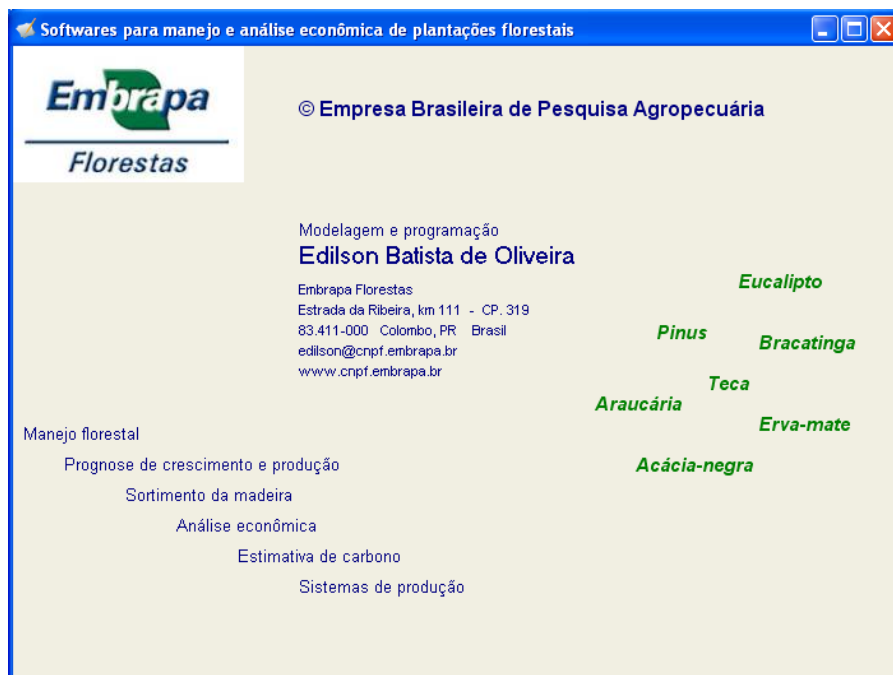 Softwares para manejo e análise econômica de plantações florestais
Embrapa
Florestas
© Empresa Brasileira de Pesquisa Agropecuária
Modelagem e programação
Edilson Batista de Oliveira
Embrapa Florestas
Estrada da Ribeira, km 111 - CP. 319
83.411-000 Colombo, PR Brasil
edilson@cnpf.embrapa.br
www.cnpf.embrapa.br
Eucalipto
Pinus
Bracatinga
Teca
Araucária
Erva-mate
Acácia-negra
Manejo florestal
Prognose de crescimento e produção
Sortimento da madeira
Análise econômica
Estimativa de carbono
Sistemas de produção